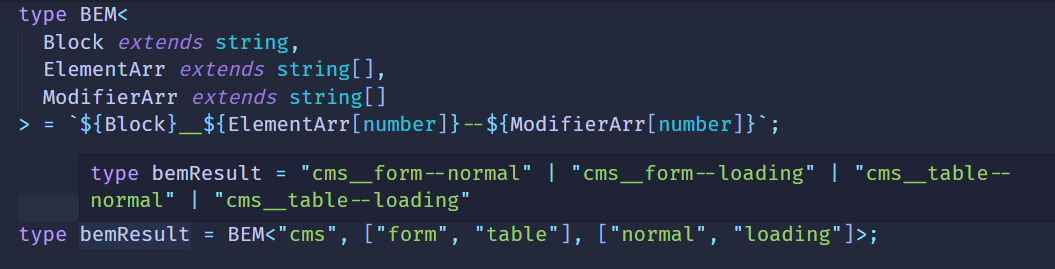 type BEM<
  Block extends string,
  ElementArr extends string[],
  ModifierArr extends string[]
> = `${Block}__${ElementArr[number]}--${ModifierArr[number]}`;
type bemResult = "cms__form--normal" | "cms__form--loading" | "cms__table--
normal" | "cms__table--loading"
type bemResult = BEM<"cms", ["form", "table"], ["normal", "loading"]>;